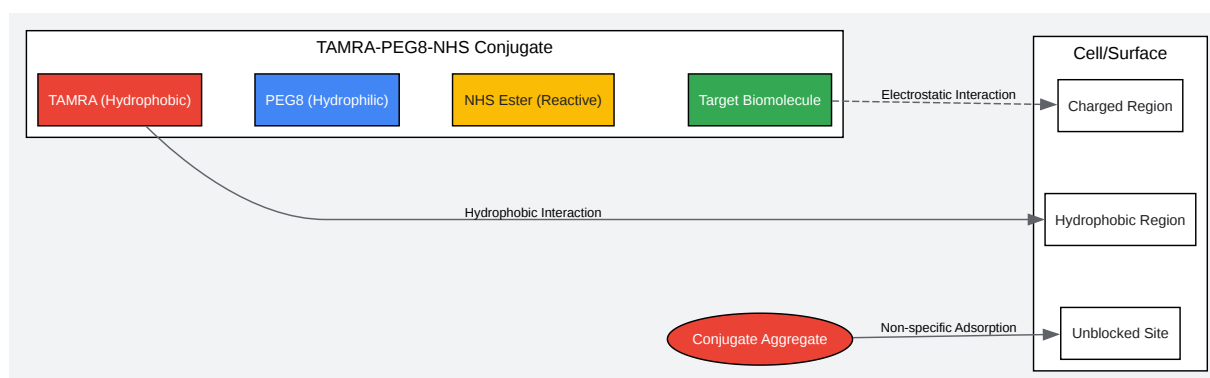 TAMRA-PEG8-NHS Conjugate
Cell/Surface
TAMRA (Hydrophobic)
PEG8 (Hydrophilic)
NHS Ester (Reactive)
Target Biomolecule
Electrostatic Interaction
Charged Region
Hydrophobic Interaction
Hydrophobic Region
Conjugate Aggregate
Non-specific Adsorption
Unblocked Site